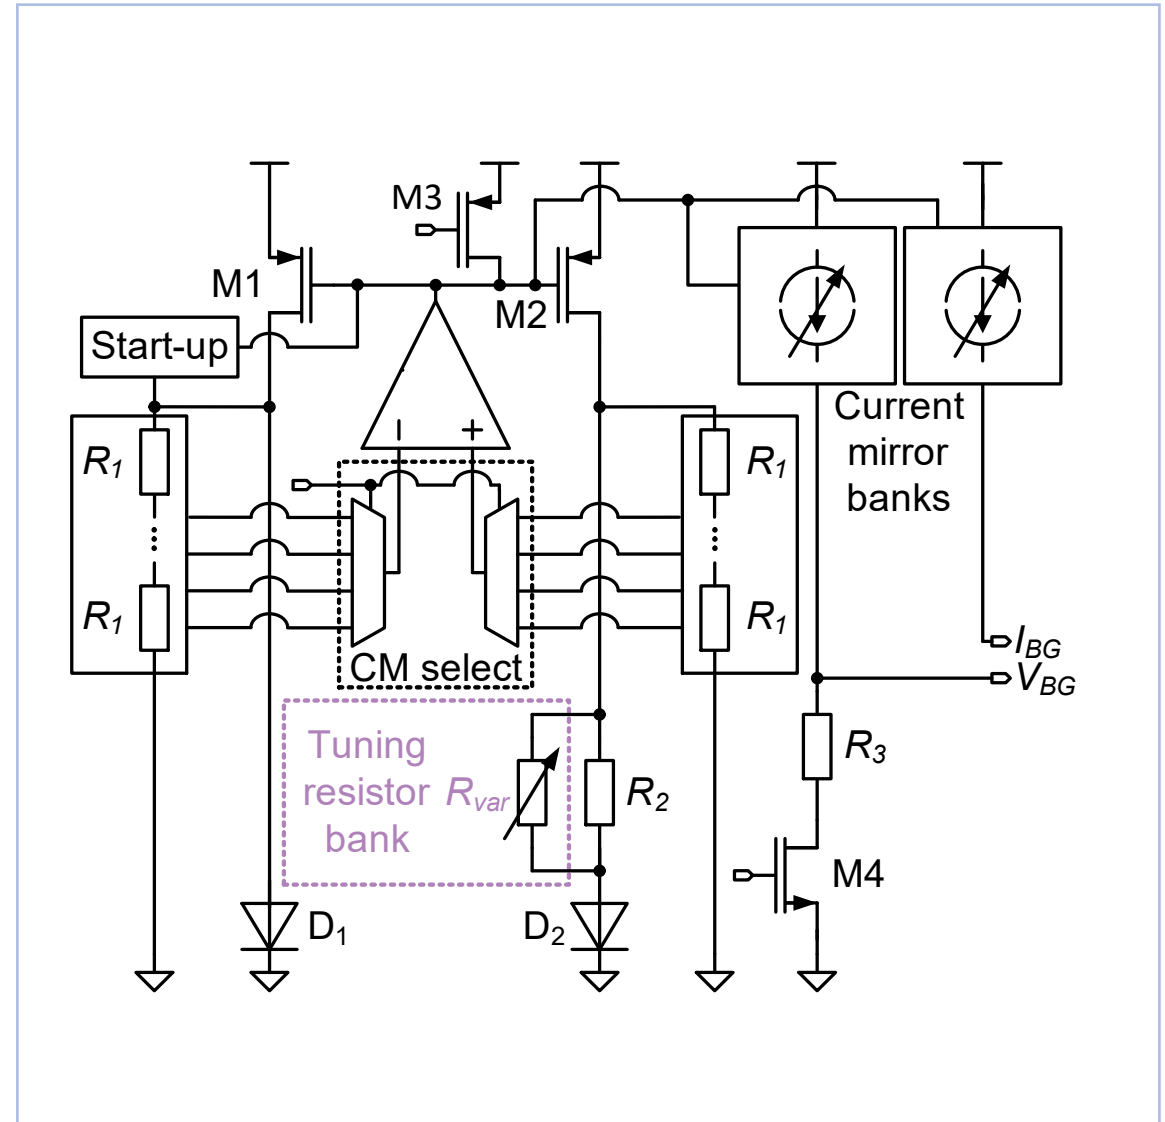 M3
M1
M2
Start-up
Current
mirror
banks
R1
R1
− +
R1
R1
CM select
IBG
VBG
Tuning
resistor Rvar
bank
R2
R3
M4
D1
D2